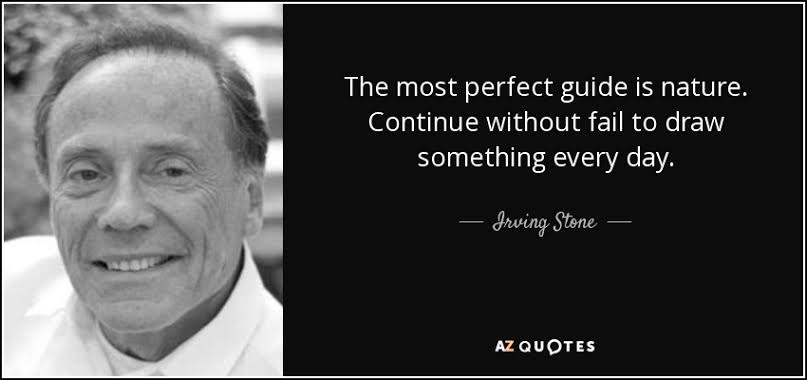 The most perfect guide is nature.
Continue without fail to draw
something every day.
Irving Stone
AZ QUOTES